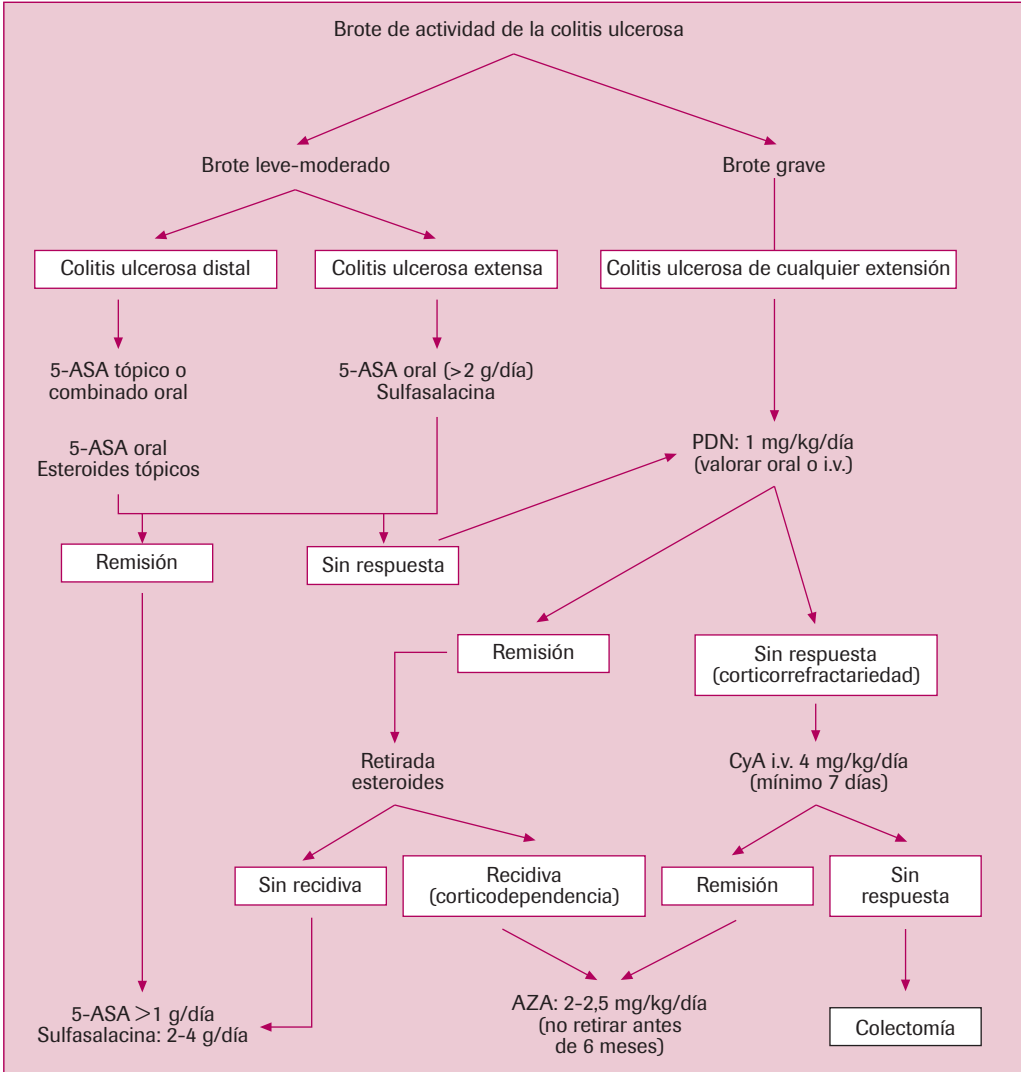 Brote de actividad de la colitis ulcerosa
Brote leve-moderado
Brote grave
Colitis ulcerosa distal
Colitis ulcerosa extensa
Colitis ulcerosa de cualquier extensión
5-ASA tópico o
combinado oral
5-ASA oral (>2 g/día)
Sulfasalacina
5-ASA oral
Esteroides tópicos
PDN: 1 mg/kg/día
(valorar oral o i.v.)
Remisión
Sin respuesta
Remisión
Sin respuesta
(corticorrefractariedad)
Retirada
esteroides
CyA i.v. 4 mg/kg/día
(mínimo 7 días)
Sin recidiva
Recidiva
(corticodependencia)
Remisión
Sin
respuesta
5-ASA >1 g/día
Sulfasalacina: 2-4 g/día
AZA: 2-2,5 mg/kg/día
(no retirar antes
de 6 meses)
Colectomía